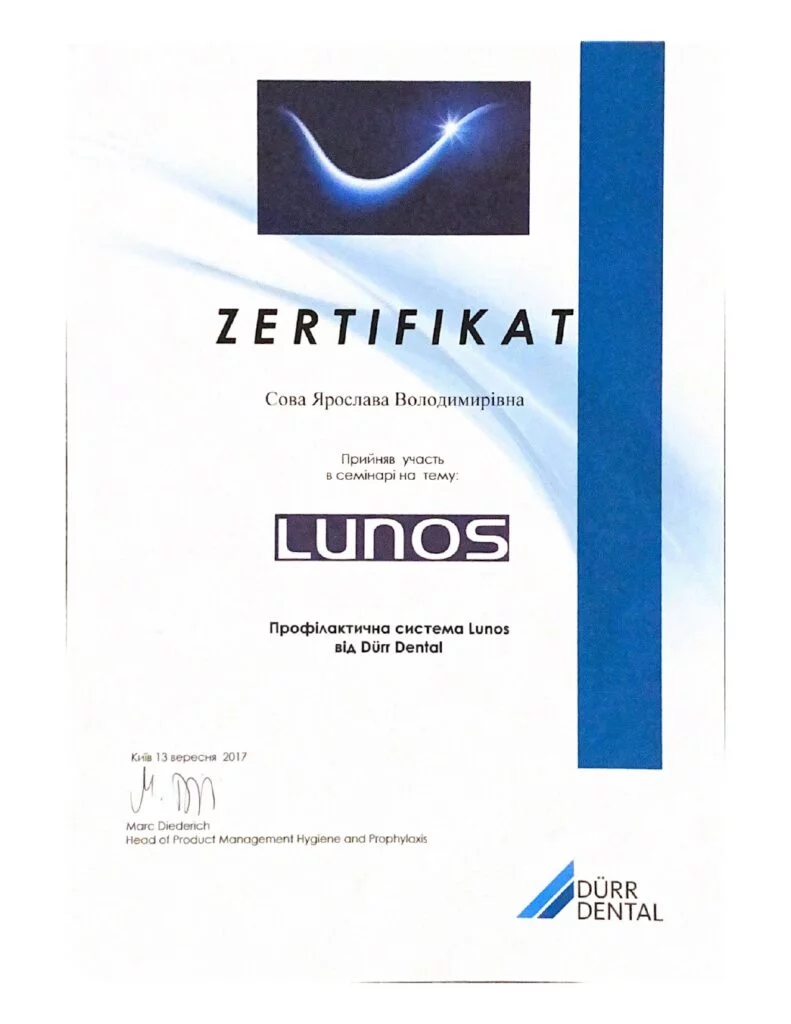 ZERTIFIKAT
Сова Ярослава Володимирівна
Прийняв участь
в семінарі на тему:
LUNOS
Профілактична система Lunos
від Dürr Dental
Київ 13 вересня 2017
Marc Diederich
Head of Product Management Hygiene and Prophylaxis
DÜRR
DENTAL